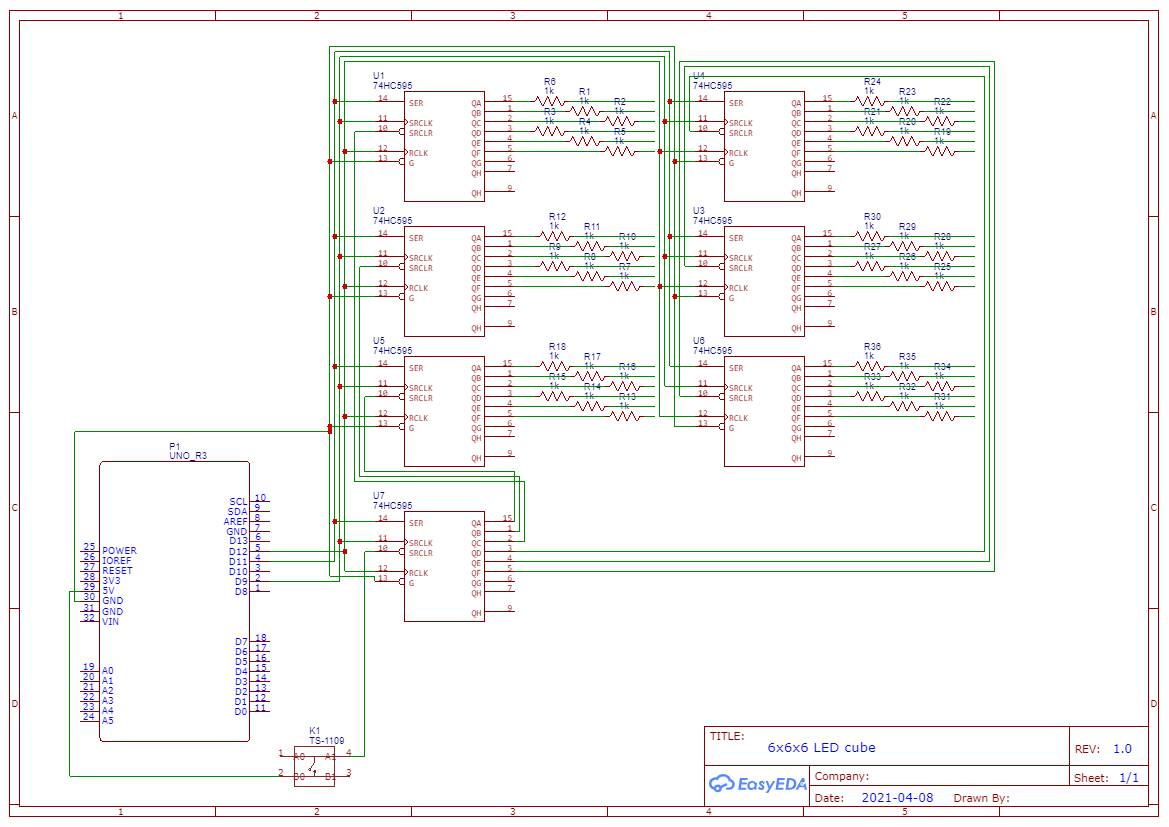 1 2 3 4 5
A A
B B
C C
D D
U1
74HC595
14 SER
11 SRCLK
10 SRCLR
12 RCLK
13 G
QA 15
QB 1
QC 2
QD 3
QE 4
QF 5
QG 6
QH 7
QH 9
R6
1k
R1
1k
R2
1k
R3
1k
R4
1k
R5
1k
U4
74HC595
14 SER
11 SRCLK
10 SRCLR
12 RCLK
13 G
QA 15
QB 1
QC 2
QD 3
QE 4
QF 5
QG 6
QH 7
QH 9
R24
1k
R23
1k
R22
1k
R21
1k
R20
1k
R19
1k
U2
74HC595
14 SER
11 SRCLK
10 SRCLR
12 RCLK
13 G
QA 15
QB 1
QC 2
QD 3
QE 4
QF 5
QG 6
QH 7
QH 9
R12
1k
R11
1k
R10
1k
R9
1k
R8
1k
R7
1k
U3
74HC595
14 SER
11 SRCLK
10 SRCLR
12 RCLK
13 G
QA 15
QB 1
QC 2
QD 3
QE 4
QF 5
QG 6
QH 7
QH 9
R30
1k
R29
1k
R28
1k
R27
1k
R26
1k
R25
1k
U5
74HC595
14 SER
11 SRCLK
10 SRCLR
12 RCLK
13 G
QA 15
QB 1
QC 2
QD 3
QE 4
QF 5
QG 6
QH 7
QH 9
R18
1k
R17
1k
R16
1k
R15
1k
R14
1k
R13
1k
U6
74HC595
14 SER
11 SRCLK
10 SRCLR
12 RCLK
13 G
QA 15
QB 1
QC 2
QD 3
QE 4
QF 5
QG 6
QH 7
QH 9
R36
1k
R35
1k
R34
1k
R33
1k
R32
1k
R31
1k
U7
74HC595
14 SER
11 SRCLK
10 SRCLR
12 RCLK
13 G
QA 15
QB 1
QC 2
QD 3
QE 4
QF 5
QG 6
QH 7
QH 9
P1
UNO_R3
SCL 10
SDA 9
AREF 8
GND 7
D13 6
D12 5
D11 4
D10 3
D9 2
D8 1
25 POWER
26 IOREF
27 RESET
28 3V3
29 5V
30 GND
31 GND
32 VIN
D7 18
D6 17
D5 16
D4 15
D3 14
D2 13
D1 12
D0 11
19 A0
20 A1
21 A2
22 A3
23 A4
24 A5
K1
TS-1109
1 A0 A1 4
2 B0 B1 3
TITLE:
6x6x6 LED cube
REV: 1.0
EasyEDA
Company:
Sheet: 1/1
Date: 2021-04-08 Drawn By:
1 2 3 4 5